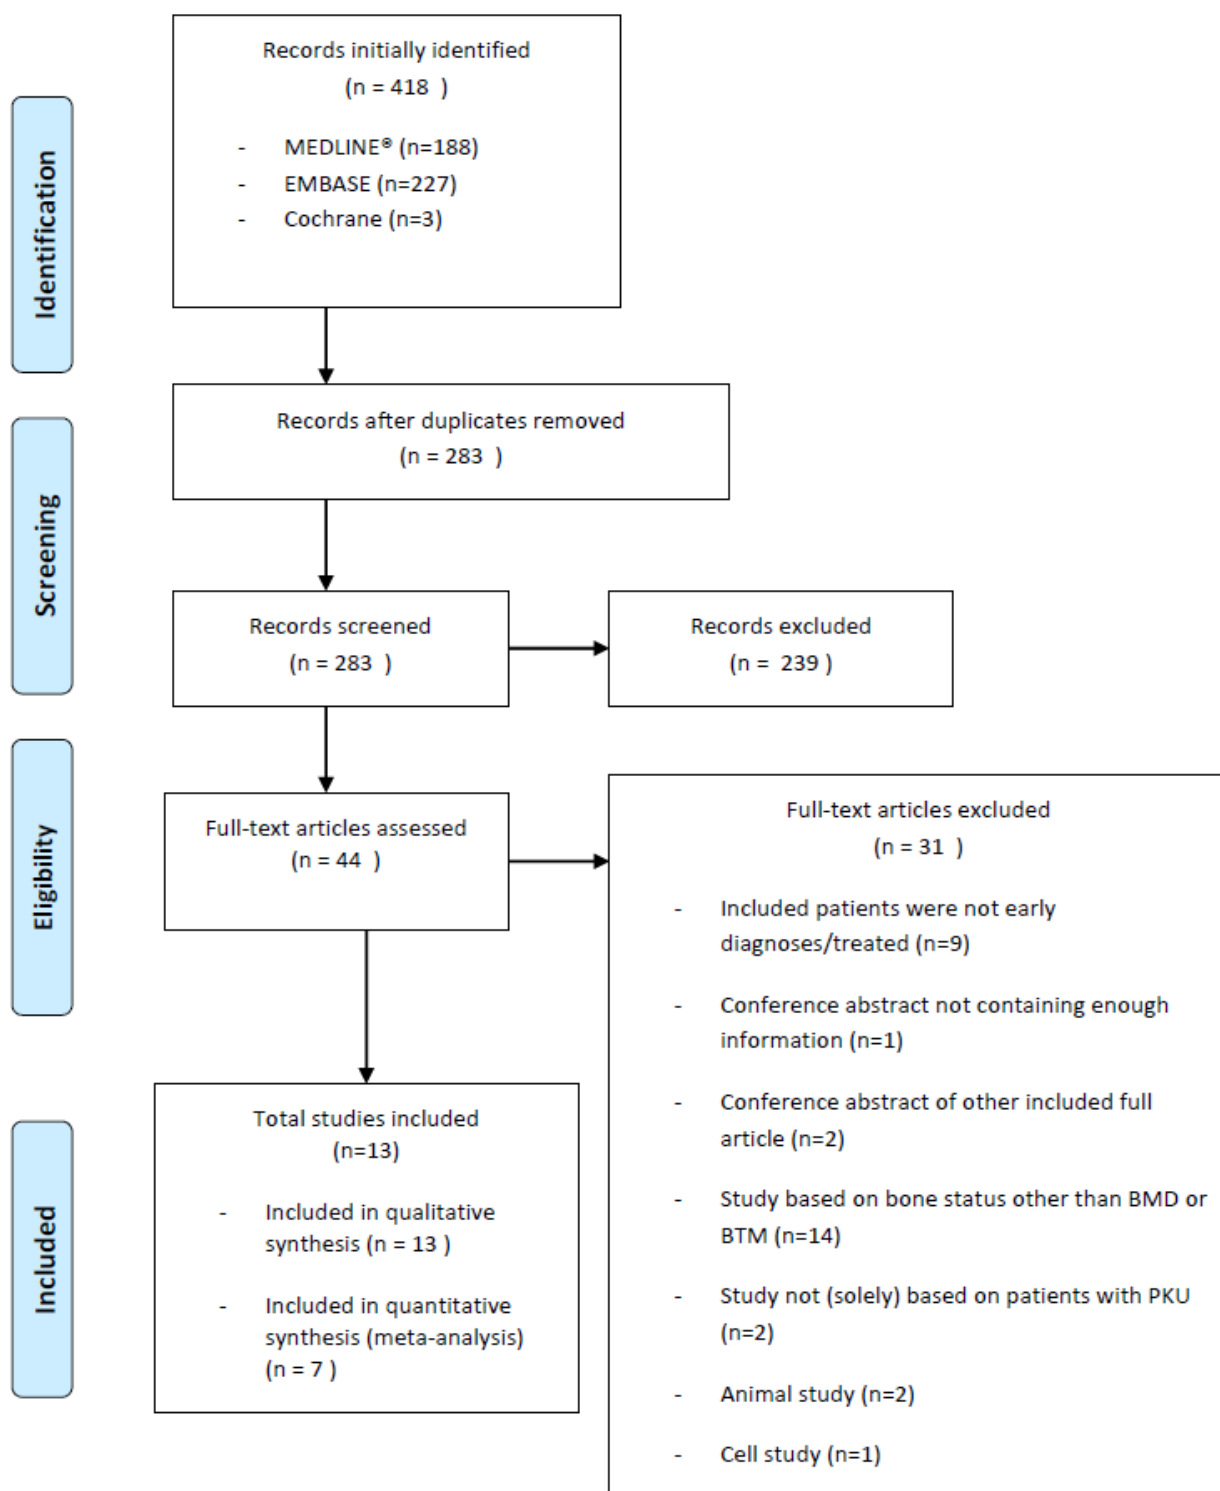 Identification
Records initially identified
(n = 418 )
- MEDLINE® (n=188)
- EMBASE (n=227)
- Cochrane (n=3)
Screening
Records after duplicates removed
(n = 283 )
Records screened
(n = 283 )
Records excluded
(n = 239 )
Eligibility
Full-text articles assessed
(n = 44 )
Full-text articles excluded
(n = 31 )
- Included patients were not early
diagnoses/treated (n=9)
- Conference abstract not containing enough
information (n=1)
- Conference abstract of other included full
article (n=2)
- Study based on bone status other than BMD or
BTM (n=14)
- Study not (solely) based on patients with PKU
(n=2)
- Animal study (n=2)
- Cell study (n=1)
Included
Total studies included
(n=13)
- Included in qualitative
synthesis (n = 13 )
- Included in quantitative
synthesis (meta-analysis)
(n = 7 )